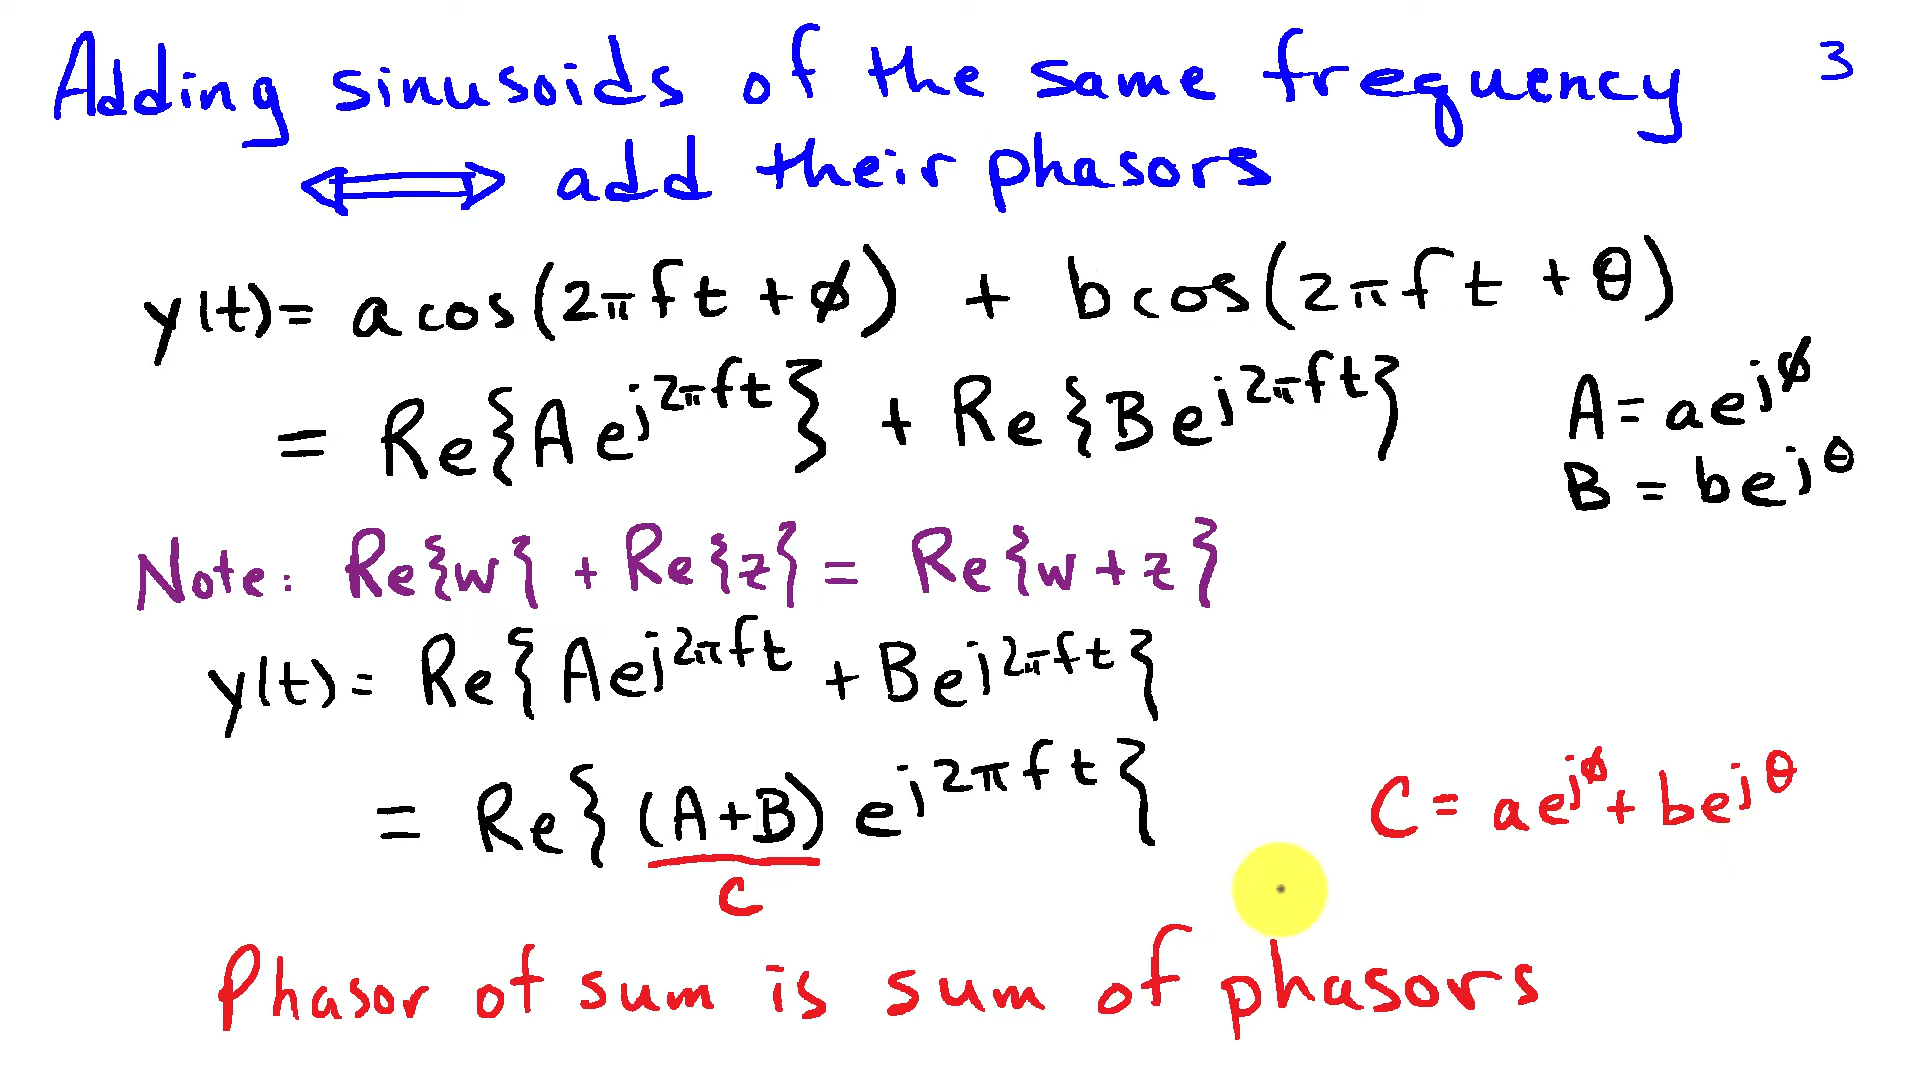 Adding sinusoids of the same frequency 3
⟺ add their phasors
y(t)= a cos(2πft + ϕ) + b cos(2πft + θ)
= Re{Ae^{j2πft}} + Re{Be^{j2πft}}
A = ae^{jϕ}
B = be^{jθ}
Note: Re{w} + Re{z} = Re{w+z}
y(t)= Re{Ae^{j2πft} + Be^{j2πft}}
= Re{(A+B) e^{j2πft}}
C
C = ae^{jϕ} + be^{jθ}
Phasor of sum is sum of phasors